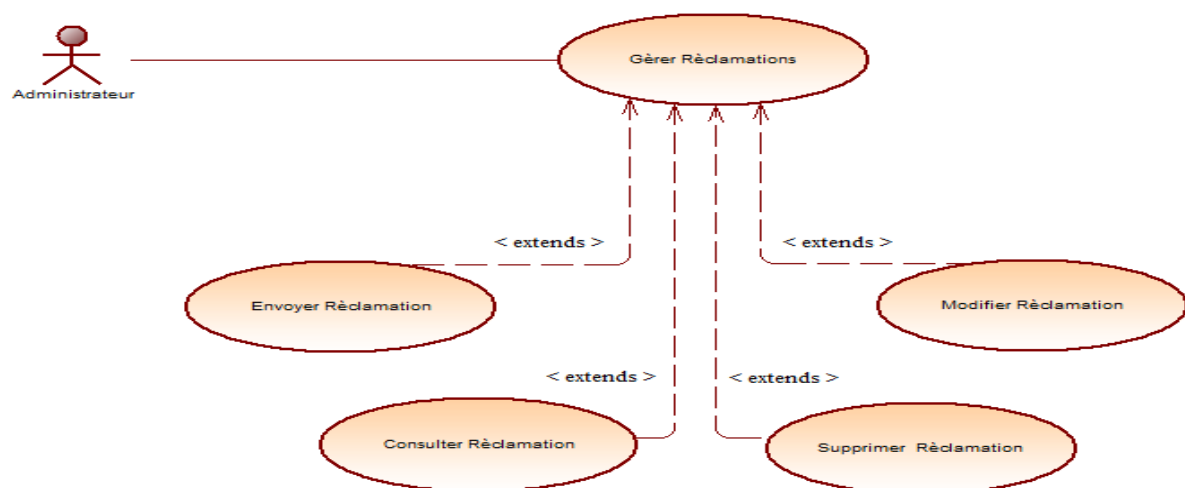 Gèrer Rèclamations
Administrateur
< extends >
< extends >
Envoyer Rèclamation
Modifier Rèclamation
< extends >
< extends >
Consulter Rèclamation
Supprimer Rèclamation